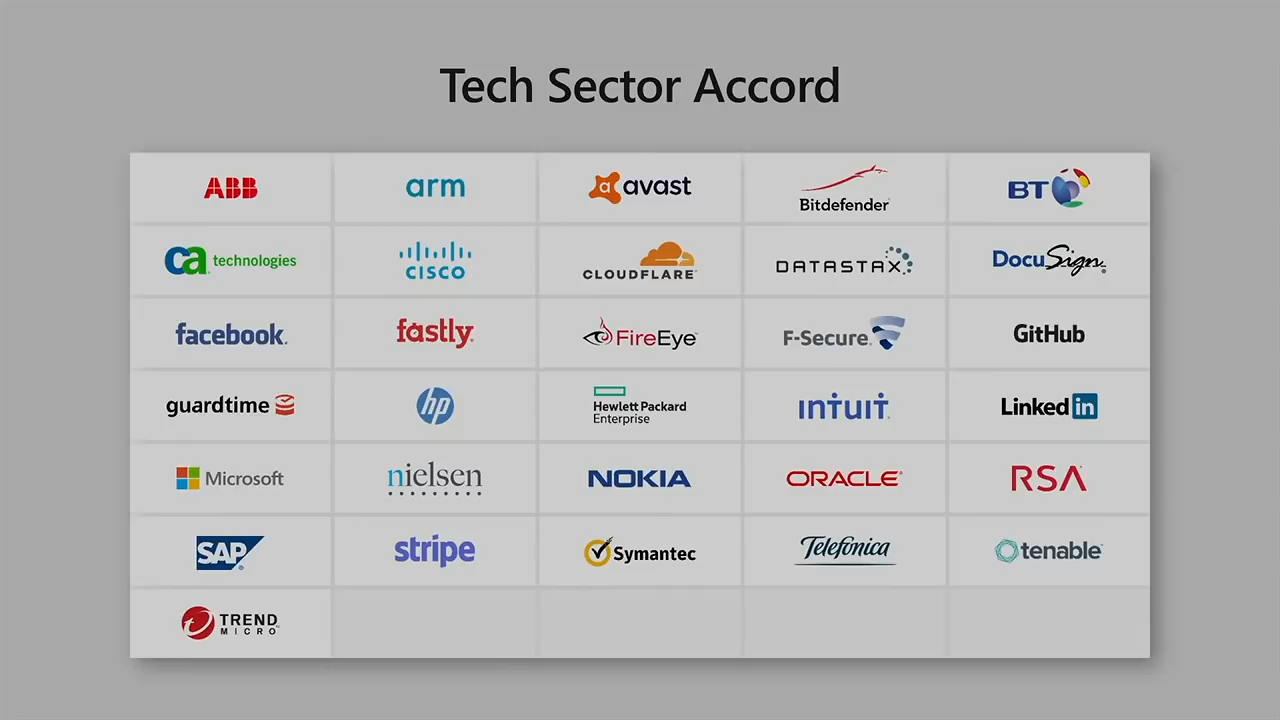 Tech Sector Accord
ABB
arm
avast
Bitdefender
BT
ca technologies
CISCO
CLOUDFLARE
DATASTAX
DocuSign
facebook
fastly
FireEye
F-Secure
GitHub
guardtime
hp
Hewlett Packard
Enterprise
intuit
Linked in
Microsoft
nielsen
NOKIA
ORACLE
RSA
SAP
stripe
Symantec
Telefónica
tenable
TREND
MICRO